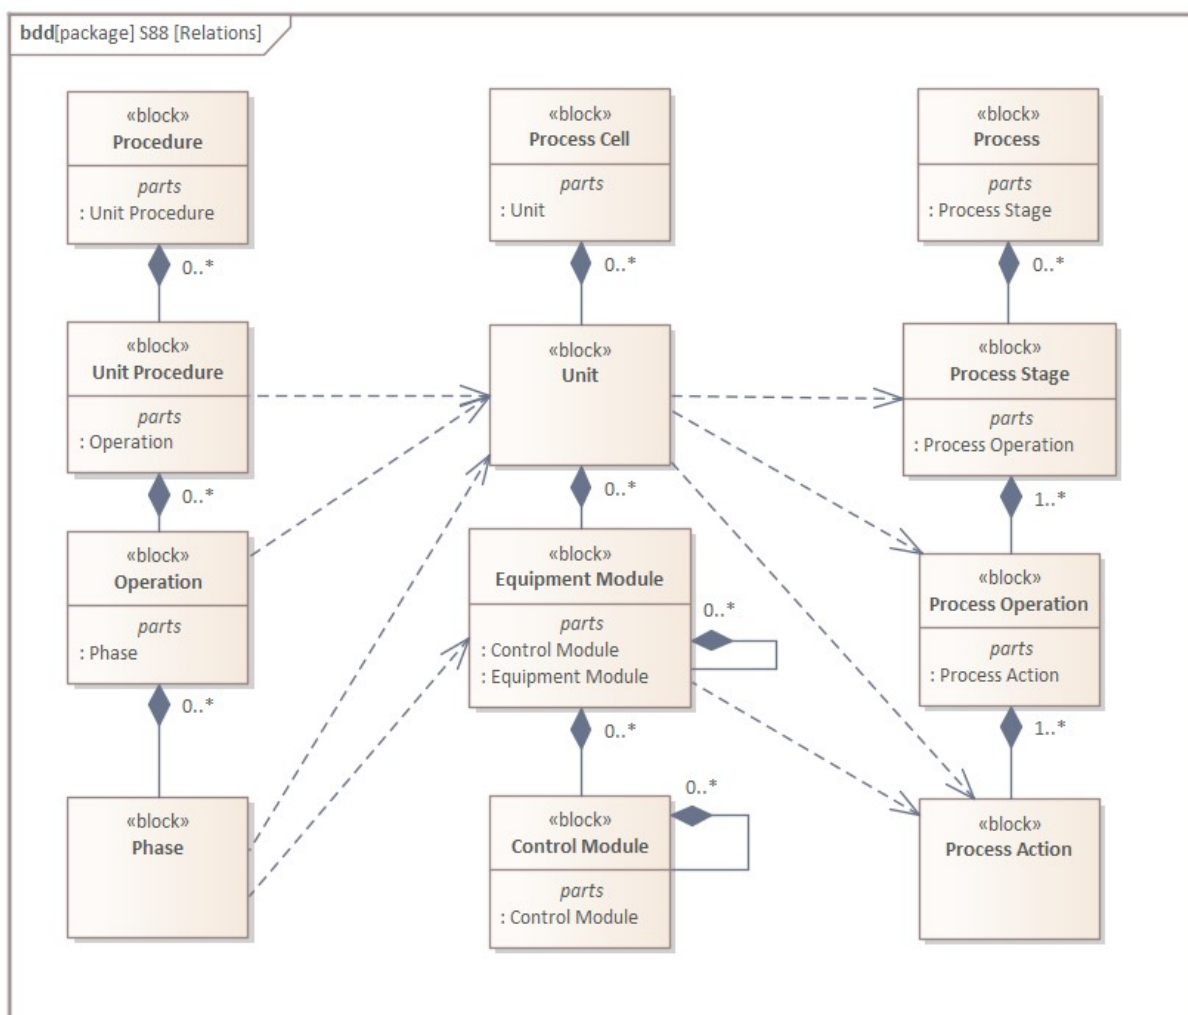 bdd[package] S88 [Relations]
«block»
Procedure
parts
: Unit Procedure
0..*
«block»
Unit Procedure
parts
: Operation
0..*
«block»
Operation
parts
: Phase
0..*
«block»
Phase
«block»
Process Cell
parts
: Unit
0..*
«block»
Unit
0..*
«block»
Equipment Module
parts
: Control Module
: Equipment Module
0..*
0..*
«block»
Control Module
parts
: Control Module
0..*
«block»
Process
parts
: Process Stage
0..*
«block»
Process Stage
parts
: Process Operation
1..*
«block»
Process Operation
parts
: Process Action
1..*
«block»
Process Action